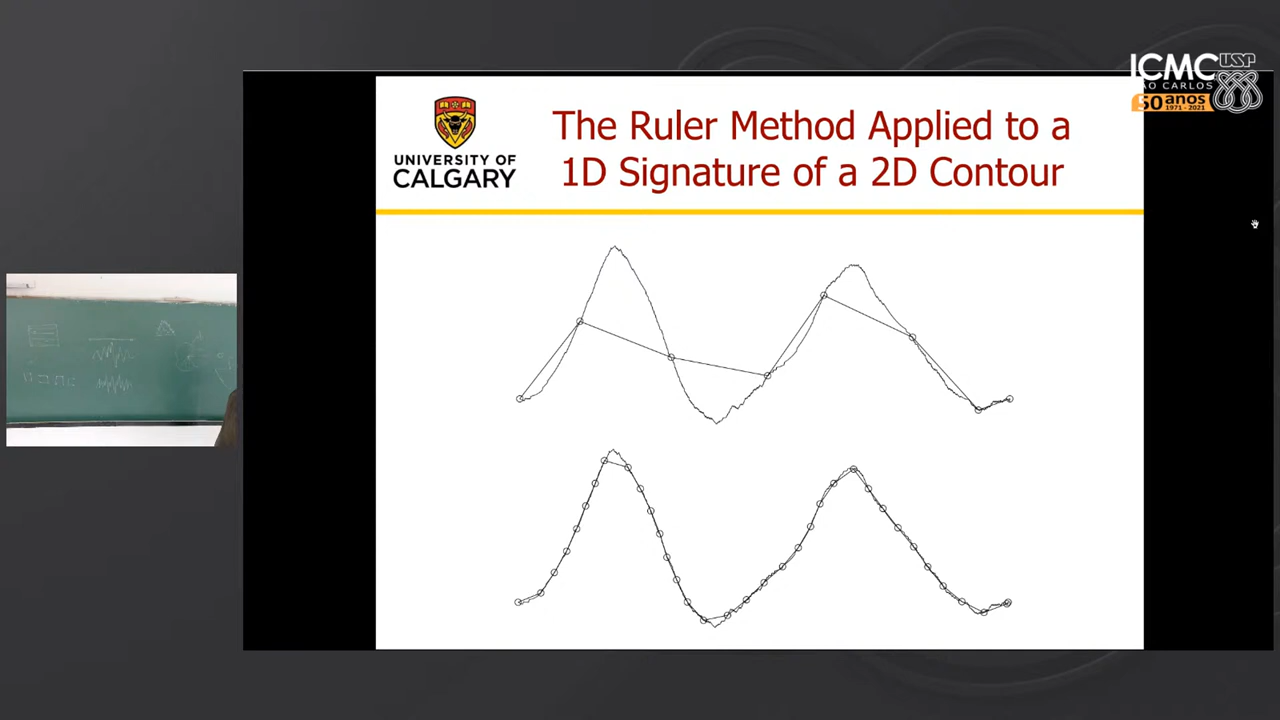 The Ruler Method Applied to a
1D Signature of a 2D Contour
UNIVERSITY OF
CALGARY
ICMC USP
SÃO CARLOS
50 anos
1971 - 2021